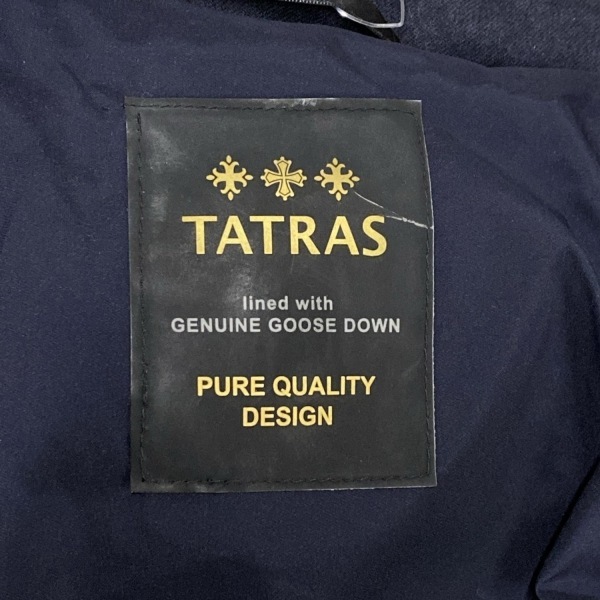 TATRAS
lined with
GENUINE GOOSE DOWN
PURE QUALITY
DESIGN